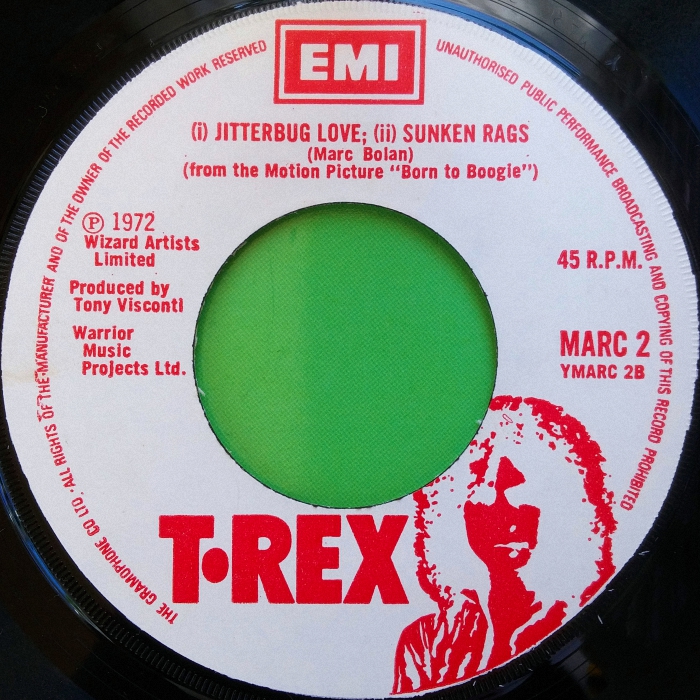 EMI
(i) JITTERBUG LOVE; (ii) SUNKEN RAGS
(Marc Bolan)
(from the Motion Picture "Born to Boogie")
℗ 1972
Wizard Artists
Limited
Produced by
Tony Visconti
Warrior
Music
Projects Ltd.
45 R.P.M.
MARC 2
YMARC 2B
T•REX
THE GRAMOPHONE CO LTD. ALL RIGHTS OF THE MANUFACTURER AND OF THE OWNER OF THE RECORDED WORK RESERVED
UNAUTHORISED PUBLIC PERFORMANCE BROADCASTING AND COPYING OF THIS RECORD PROHIBITED